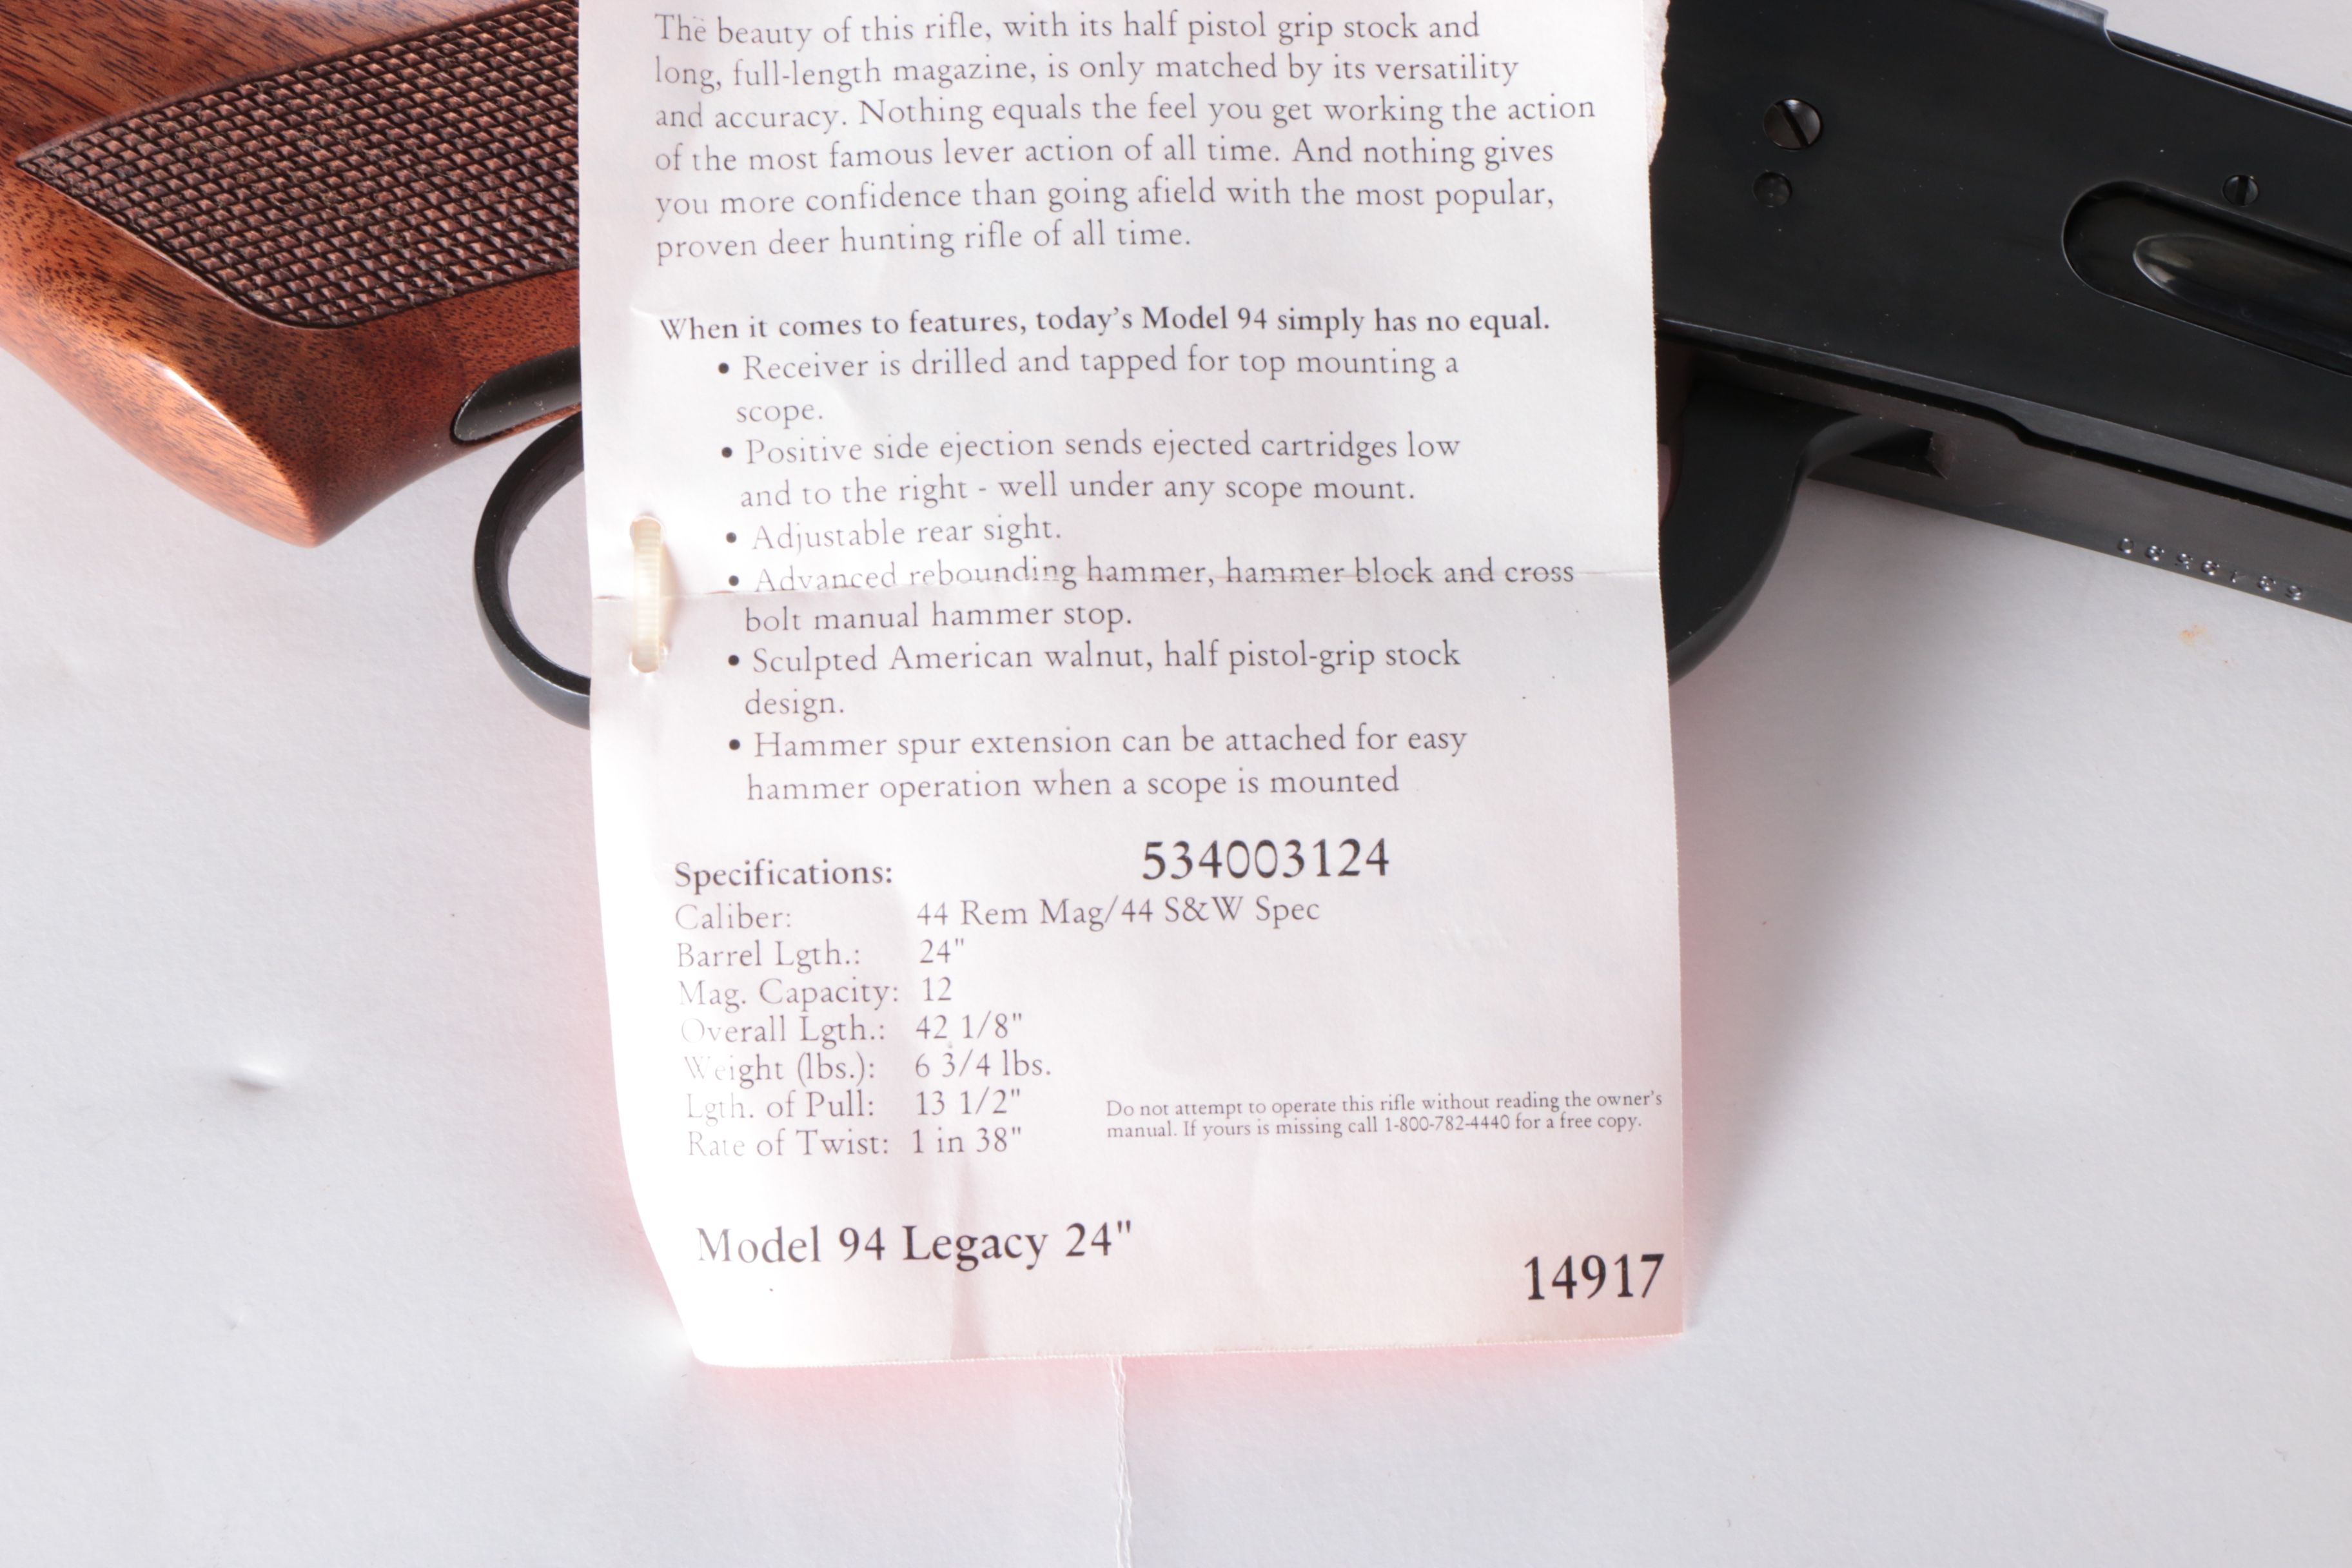 The beauty of this rifle, with its half pistol grip stock and
long, full-length magazine, is only matched by its versatility
and accuracy. Nothing equals the feel you get working the action
of the most famous lever action of all time. And nothing gives
you more confidence than going afield with the most popular,
proven deer hunting rifle of all time.
When it comes to features, today's Model 94 simply has no equal.
• Receiver is drilled and tapped for top mounting a
scope.
• Positive side ejection sends ejected cartridges low
and to the right - well under any scope mount.
• Adjustable rear sight.
• Advanced rebounding hammer, hammer block and cross
bolt manual hammer stop.
• Sculpted American walnut, half pistol-grip stock
design.
• Hammer spur extension can be attached for easy
hammer operation when a scope is mounted
534003124
Specifications:
Caliber: 44 Rem Mag/44 S&W Spec
Barrel Lgth.: 24"
Mag. Capacity: 12
Overall Lgth.: 42 1/8"
Weight (lbs.): 6 3/4 lbs.
Lgth. of Pull: 13 1/2"
Rate of Twist: 1 in 38"
Do not attempt to operate this rifle without reading the owner's
manual. If yours is missing call 1-800-782-4440 for a free copy.
Model 94 Legacy 24"
14917